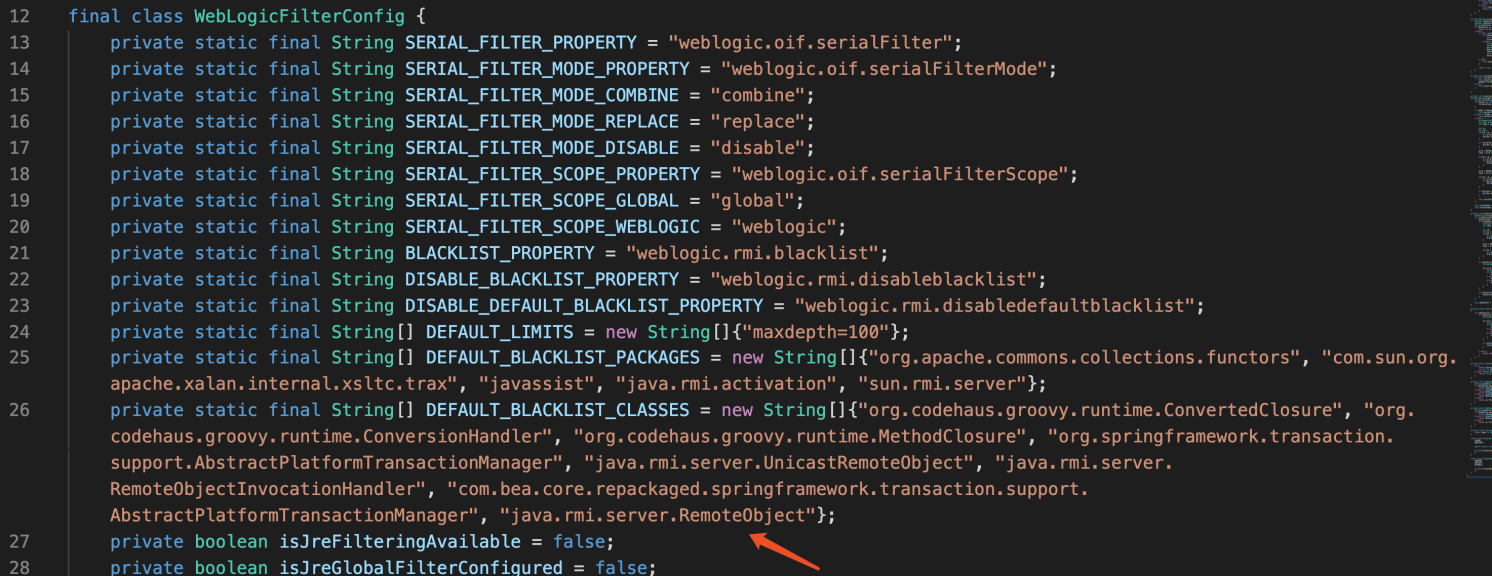 12 final class WebLogicFilterConfig {
13 private static final String SERIAL_FILTER_PROPERTY = "weblogic.oif.serialFilter";
14 private static final String SERIAL_FILTER_MODE_PROPERTY = "weblogic.oif.serialFilterMode";
15 private static final String SERIAL_FILTER_MODE_COMBINE = "combine";
16 private static final String SERIAL_FILTER_MODE_REPLACE = "replace";
17 private static final String SERIAL_FILTER_MODE_DISABLE = "disable";
18 private static final String SERIAL_FILTER_SCOPE_PROPERTY = "weblogic.oif.serialFilterScope";
19 private static final String SERIAL_FILTER_SCOPE_GLOBAL = "global";
20 private static final String SERIAL_FILTER_SCOPE_WEBLOGIC = "weblogic";
21 private static final String BLACKLIST_PROPERTY = "weblogic.rmi.blacklist";
22 private static final String DISABLE_BLACKLIST_PROPERTY = "weblogic.rmi.disableblacklist";
23 private static final String DISABLE_DEFAULT_BLACKLIST_PROPERTY = "weblogic.rmi.disabledefaultblacklist";
24 private static final String[] DEFAULT_LIMITS = new String[]{"maxdepth=100"};
25 private static final String[] DEFAULT_BLACKLIST_PACKAGES = new String[]{"org.apache.commons.collections.functors", "com.sun.org.
apache.xalan.internal.xsltc.trax", "javassist", "java.rmi.activation", "sun.rmi.server"};
26 private static final String[] DEFAULT_BLACKLIST_CLASSES = new String[]{"org.codehaus.groovy.runtime.ConvertedClosure", "org.
codehaus.groovy.runtime.ConversionHandler", "org.codehaus.groovy.runtime.MethodClosure", "org.springframework.transaction.
support.AbstractPlatformTransactionManager", "java.rmi.server.UnicastRemoteObject", "java.rmi.server.
RemoteObjectInvocationHandler", "com.bea.core.repackaged.springframework.transaction.support.
AbstractPlatformTransactionManager", "java.rmi.server.RemoteObject"};
27 private boolean isJreFilteringAvailable = false;
28 private boolean isJreGlobalFilterConfigured = false;